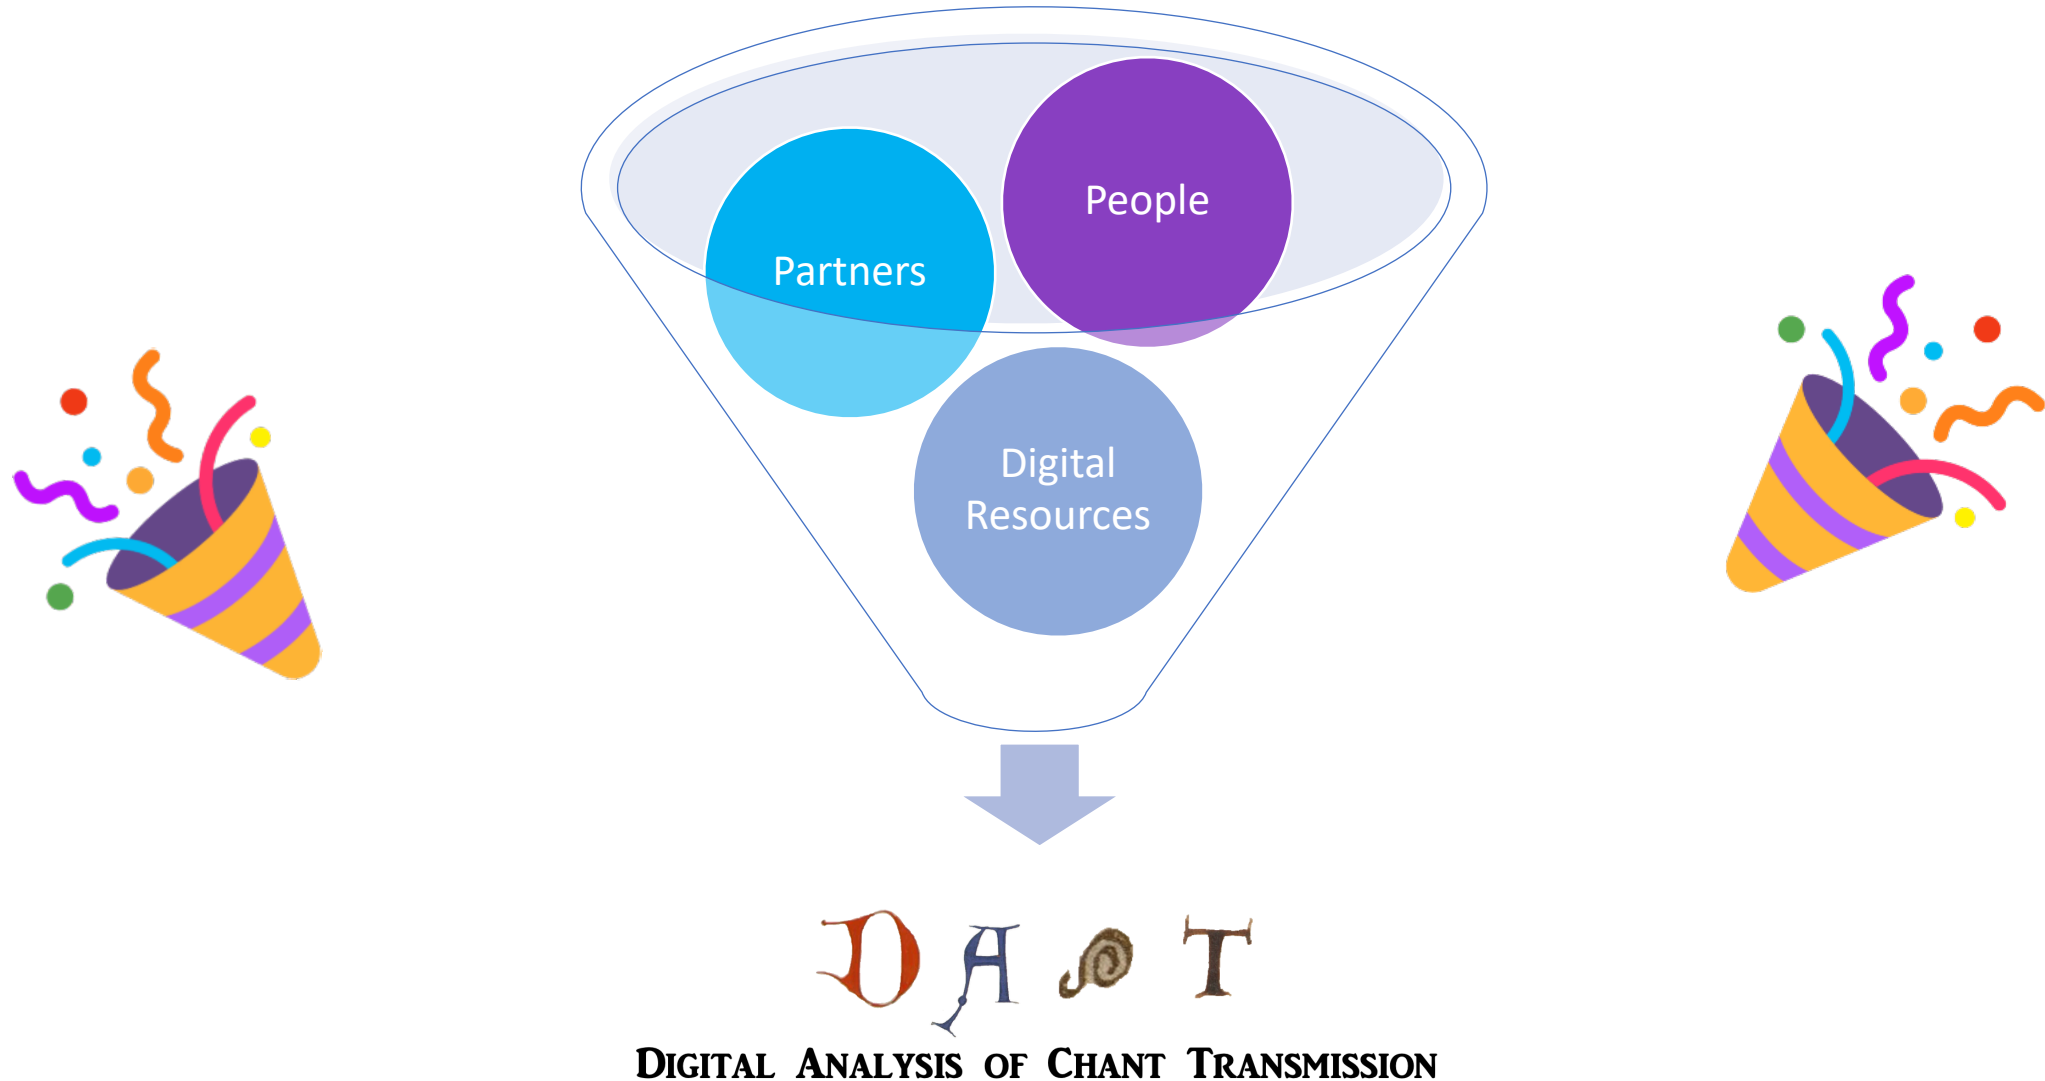 People
Partners
Digital
Resources
DACT
Digital Analysis of Chant Transmission